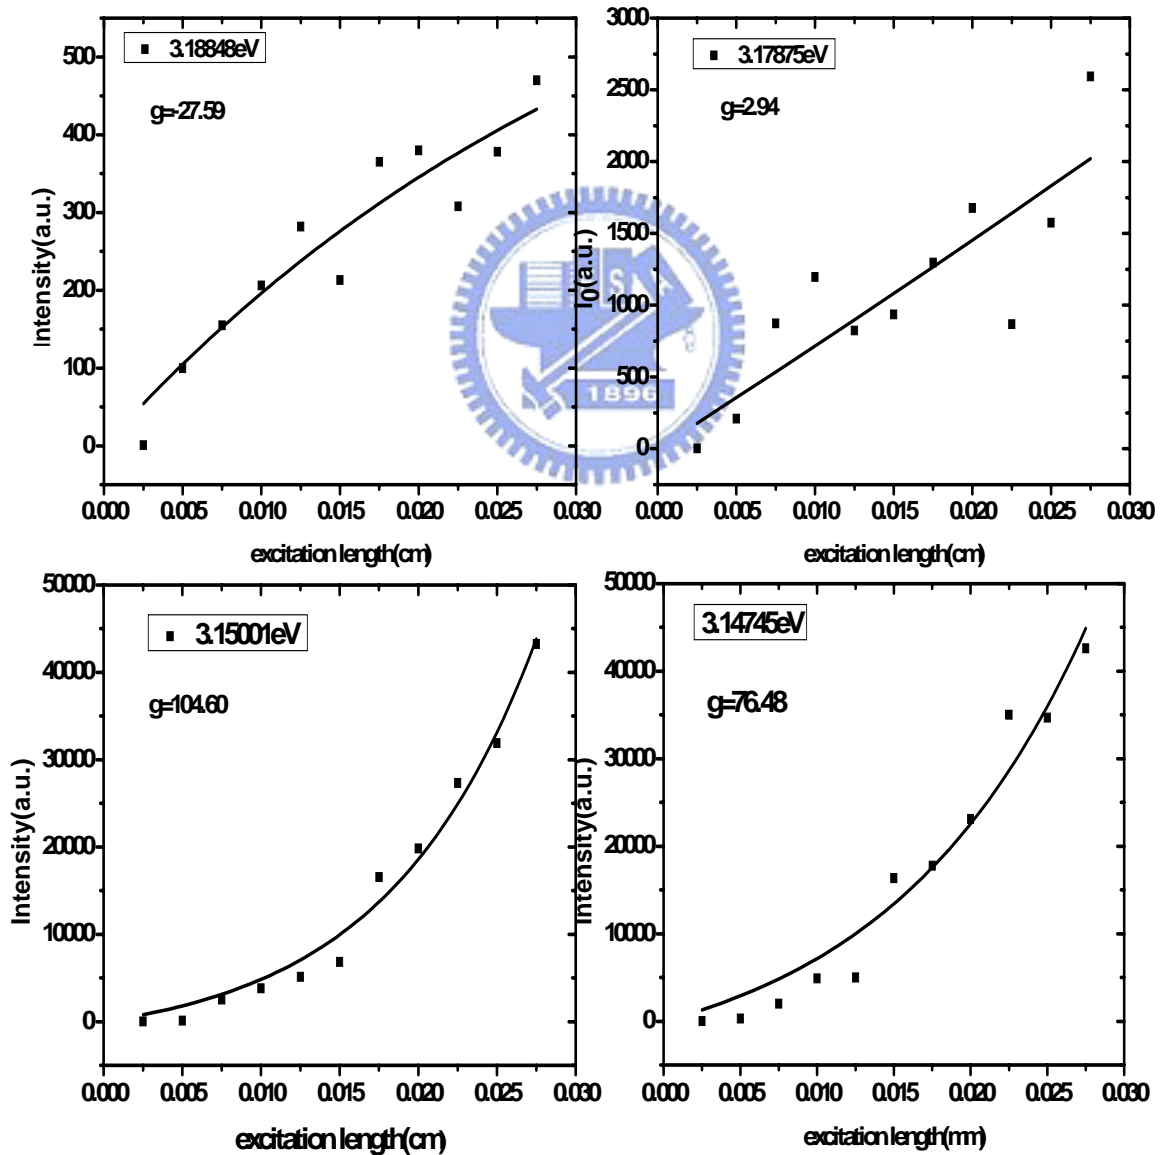 3.18848eV
g=-27.59
Intensity(a.u.)
500
400
300
200
100
0
0.000 0.005 0.010 0.015 0.020 0.025 0.030
excitation length(cm)
3.17875eV
g=2.94
I0(a.u.)
3000
2500
2000
1500
1000
500
0
0.000 0.005 0.010 0.015 0.020 0.025 0.030
excitation length(cm)
S
1896
3.15001eV
g=104.60
Intensity(a.u.)
50000
40000
30000
20000
10000
0
0.000 0.005 0.010 0.015 0.020 0.025 0.030
excitation length(cm)
3.14745eV
g=76.48
Intensity(a.u.)
50000
40000
30000
20000
10000
0
0.000 0.005 0.010 0.015 0.020 0.025 0.030
excitation length(mm)